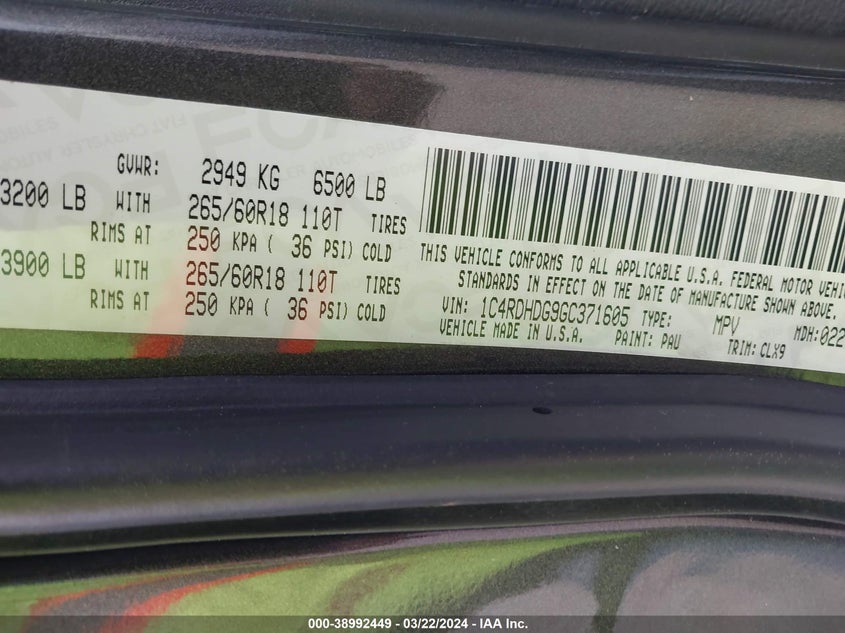 GVWR: 2949 KG 6500 LB
3200 LB WITH 265/60R18 110T TIRES
RIMS AT 250 KPA ( 36 PSI) COLD
3900 LB WITH 265/60R18 110T TIRES
RIMS AT 250 KPA ( 36 PSI) COLD
THIS VEHICLE CONFORMS TO ALL APPLICABLE U.S.A. FEDERAL MOTOR VEHIC
STANDARDS IN EFFECT ON THE DATE OF MANUFACTURE SHOWN ABOVE.
VIN: 1C4RDHDG9GC371605 TYPE: MPV MDH:022
VEHICLE MADE IN U.S.A. PAINT: PAU TRIM: CLX9
000-38992449 - 03/22/2024 - IAA Inc.